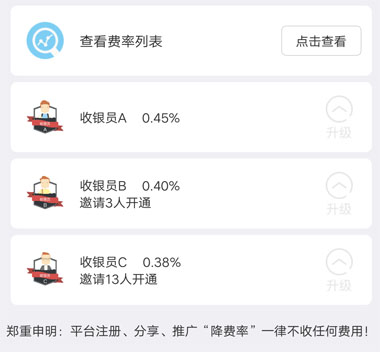 查看费率列表
点击查看
收银员A 0.45%
升级
收银员B 0.40%
邀请3人开通
升级
收银员C 0.38%
邀请13人开通
升级
郑重申明：平台注册、分享、推广“降费率”一律不收任何费用！